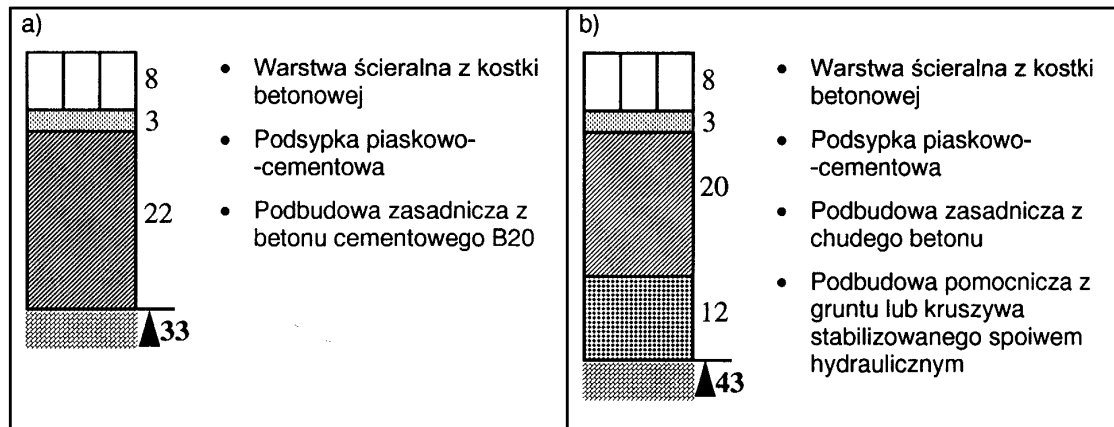 a)
8
3
22
33
• Warstwa ścieralna z kostki
betonowej
• Podsypka piaskowo-
-cementowa
• Podbudowa zasadnicza z
betonu cementowego B20
b)
8
3
20
12
43
• Warstwa ścieralna z kostki
betonowej
• Podsypka piaskowo-
-cementowa
• Podbudowa zasadnicza z
chudego betonu
• Podbudowa pomocnicza z
gruntu lub kruszywa
stabilizowanego spoiwem
hydraulicznym